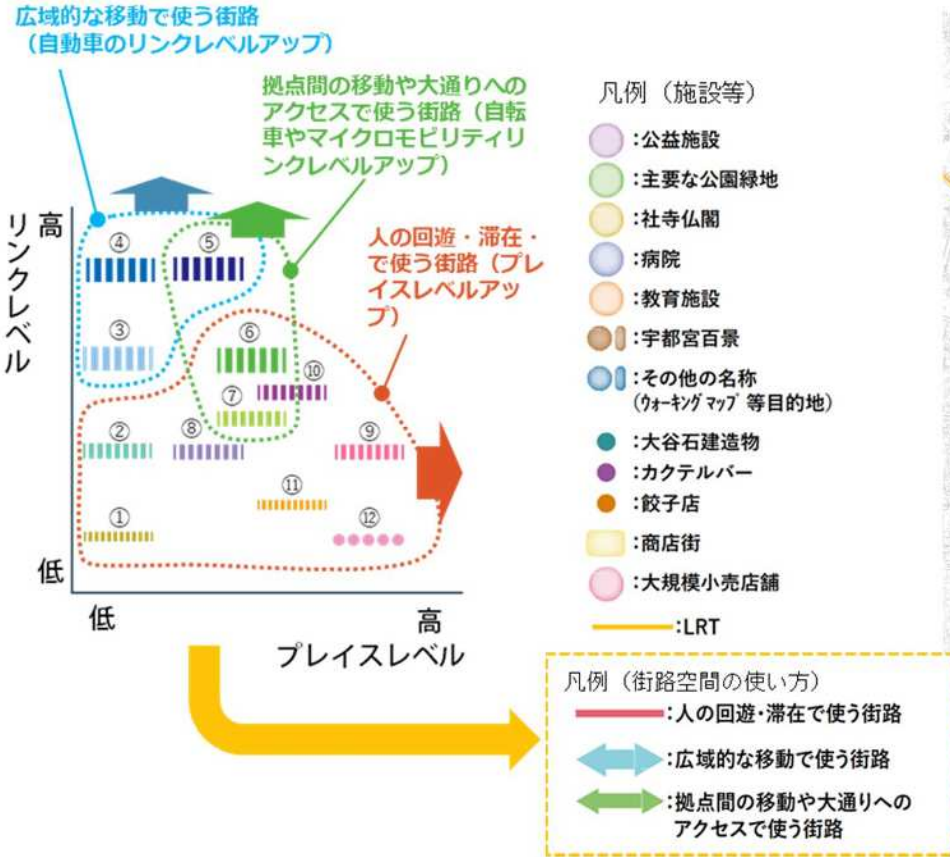 広域的な移動で使う街路
（自動車のリンクレベルアップ）
拠点間の移動や大通りへの
アクセスで使う街路（自転
車やマイクロモビリティリ
ンクレベルアップ）
人の回遊・滞在・
で使う街路（プレ
イスレベルアッ
プ）
リンクレベル
高
④
⑤
③
⑥
⑩
⑦
②
⑧
⑨
⑪
①
⑫
低
低
高
プレイスレベル
凡例（施設等）
：公益施設
：主要な公園緑地
：社寺仏閣
：病院
：教育施設
：宇都宮百景
：その他の名称
（ウォーキングマップ等目的地）
：大谷石建造物
：カクテルバー
：餃子店
：商店街
：大規模小売店舗
：LRT
凡例（街路空間の使い方）
：人の回遊・滞在で使う街路
：広域的な移動で使う街路
：拠点間の移動や大通りへの
アクセスで使う街路